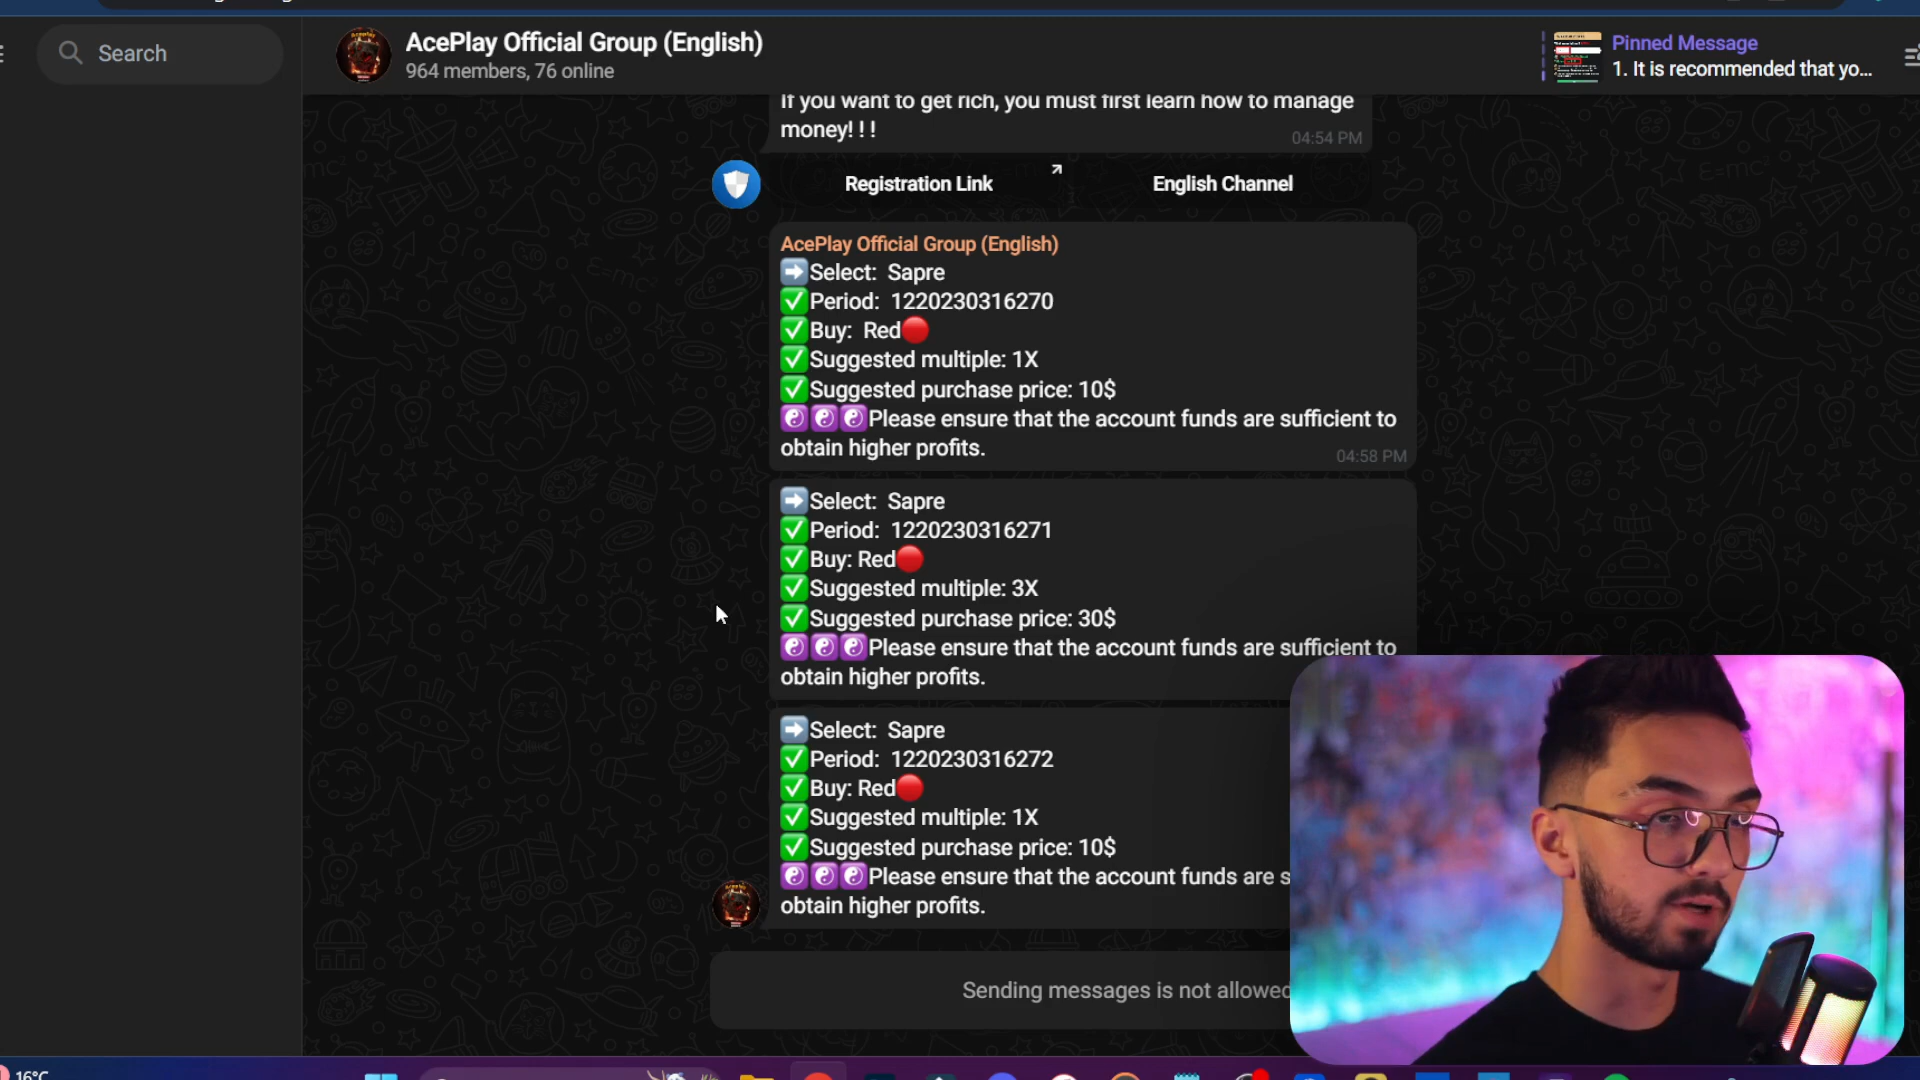 Search
AcePlay Official Group (English)
964 members, 76 online
Pinned Message
1. It is recommended that yo...
If you want to get rich, you must first learn how to manage
money! ! !
04:54 PM
Registration Link
English Channel
AcePlay Official Group (English)
➡️Select: Sapre
✅Period: 1220230316270
✅Buy: Red🔴
✅Suggested multiple: 1X
✅Suggested purchase price: 10$
☯️☯️☯️Please ensure that the account funds are sufficient to
obtain higher profits.
04:58 PM
➡️Select: Sapre
✅Period: 1220230316271
✅Buy: Red🔴
✅Suggested multiple: 3X
✅Suggested purchase price: 30$
☯️☯️☯️Please ensure that the account funds are sufficient to
obtain higher profits.
➡️Select: Sapre
✅Period: 1220230316272
✅Buy: Red🔴
✅Suggested multiple: 1X
✅Suggested purchase price: 10$
☯️☯️☯️Please ensure that the account funds are s
obtain higher profits.
Sending messages is not allowed
16°C